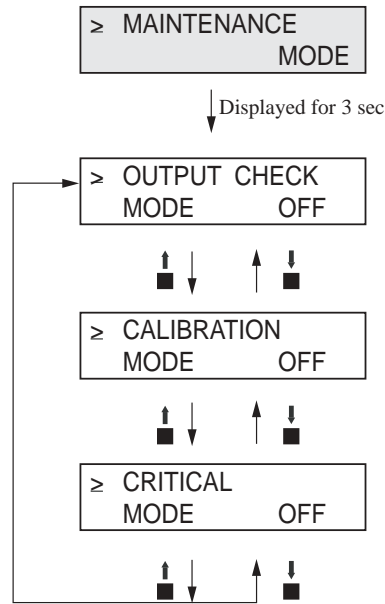 ≥ MAINTENANCE
MODE
Displayed for 3 sec
≥ OUTPUT CHECK
MODE OFF
≥ CALIBRATION
MODE OFF
≥ CRITICAL
MODE OFF